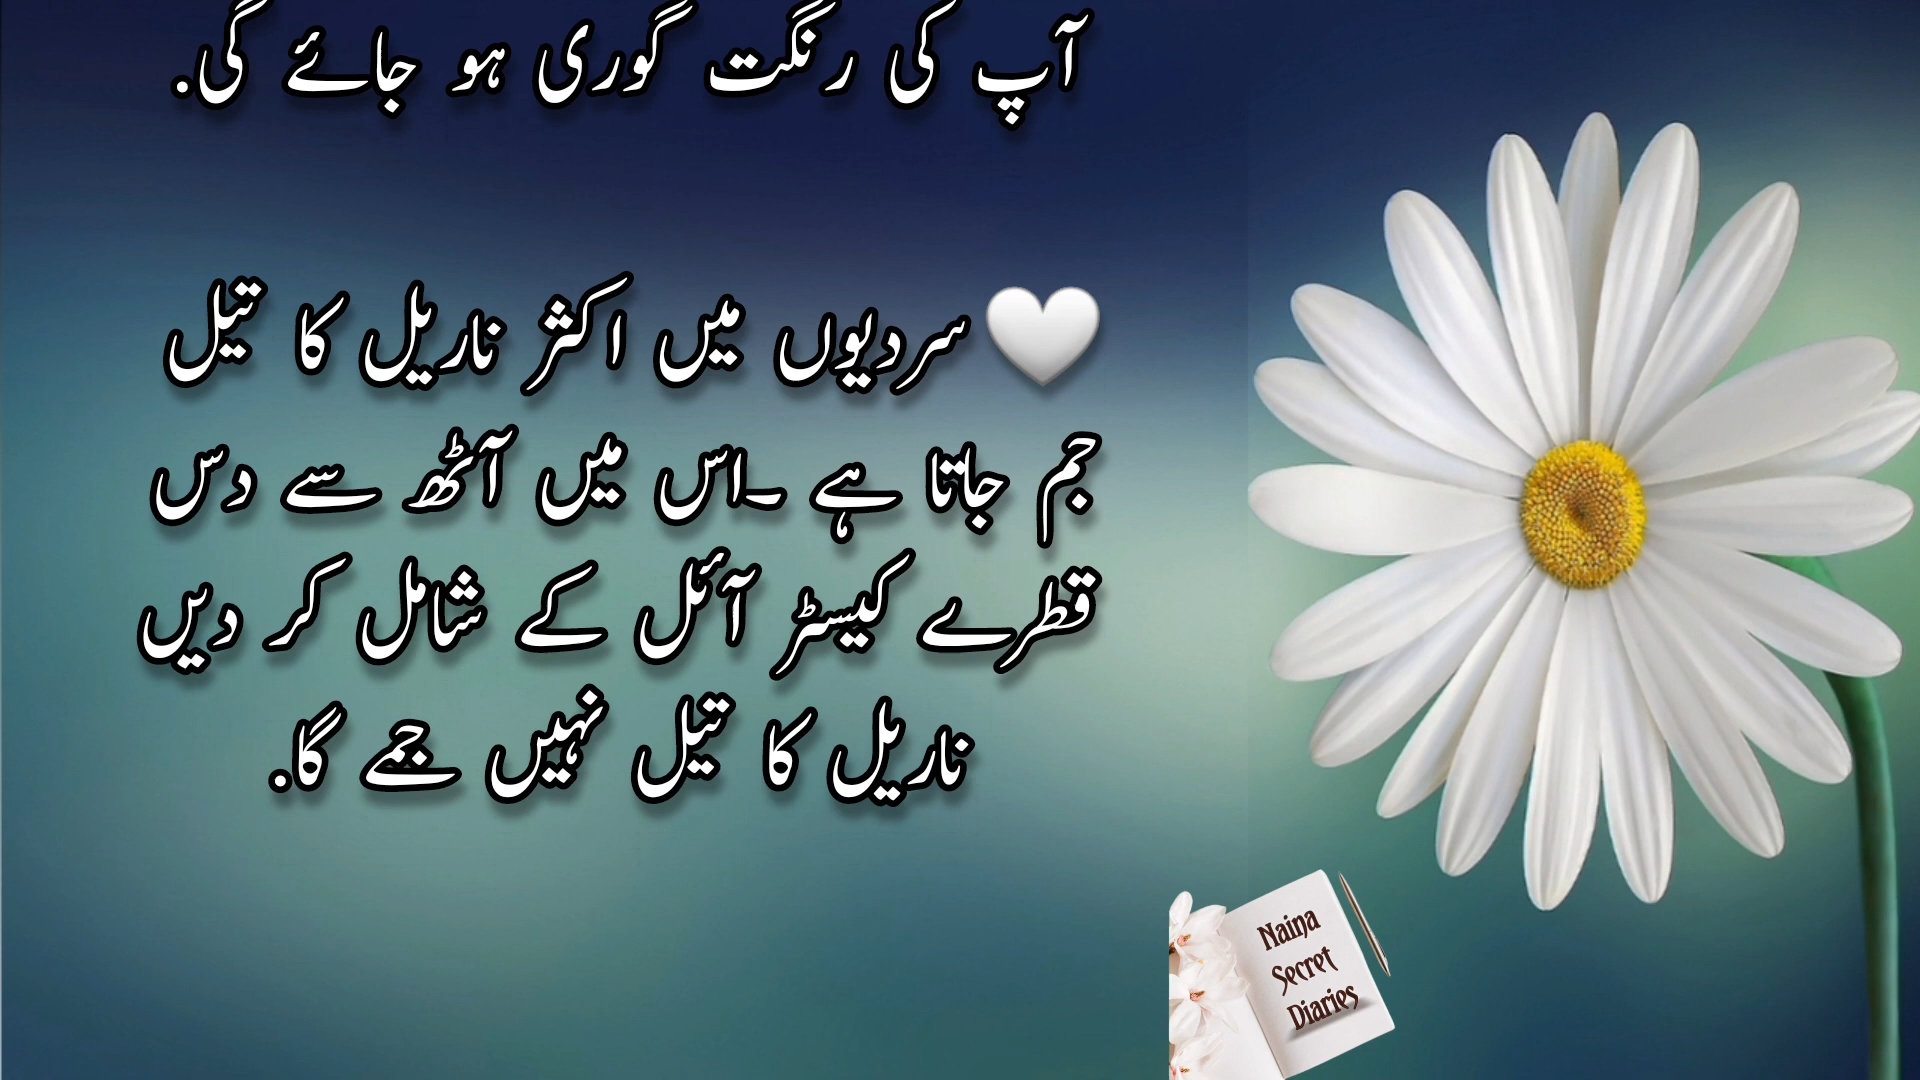 آپ کی رنگت گوری ہو جائے گی.
🤍سردیوں میں اکثر ناریل کا تیل
جم جاتا ہے ۔اس میں آٹھ سے دس
قطرے کیسٹر آئل کے شامل کر دیں
ناریل کا تیل نہیں جمے گا.
Naina
Secret
Diaries